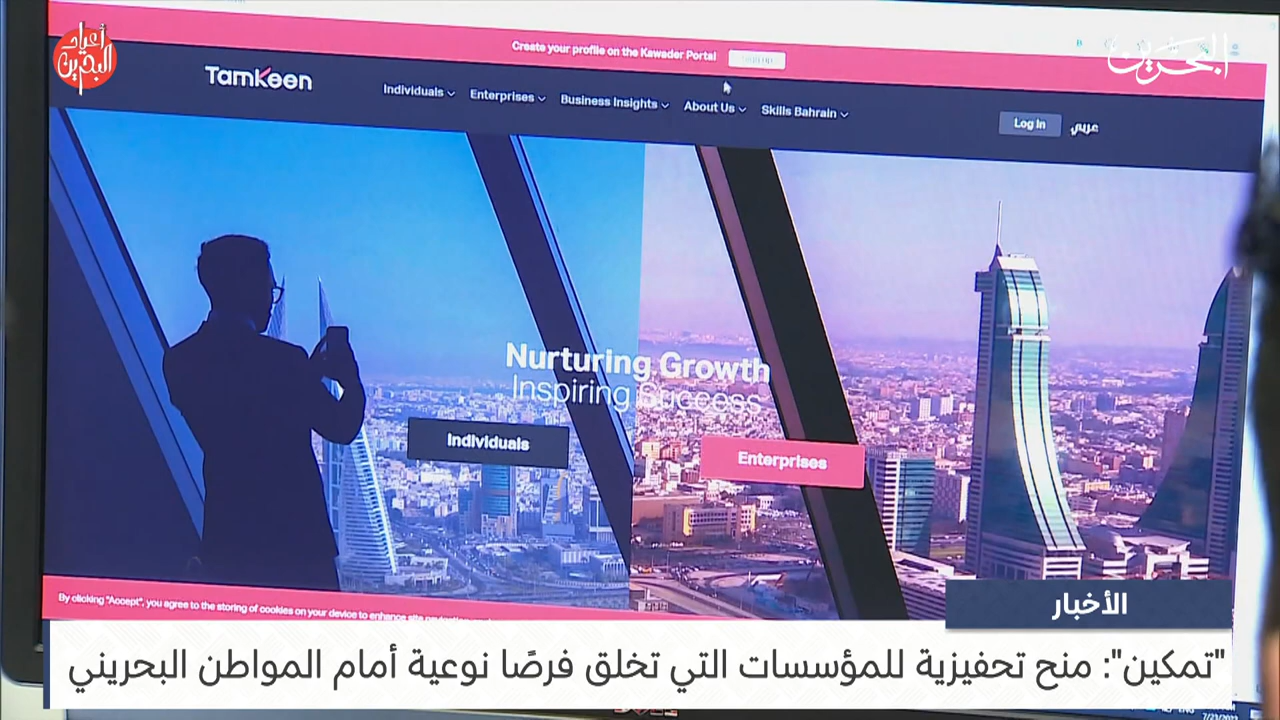 أعياد
البحرين
البحرين
Create your profile on the Kawader Portal
Sign up
TamKeen
Individuals
Enterprises
Business Insights
About Us
Skills Bahrain
Log In
عربي
Nurturing Growth
Inspiring Success
Individuals
Enterprises
By clicking "Accept", you agree to the storing of cookies on your device to enhance site
الأخبار
"تمكين": منح تحفيزية للمؤسسات التي تخلق فرصًا نوعية أمام المواطن البحريني